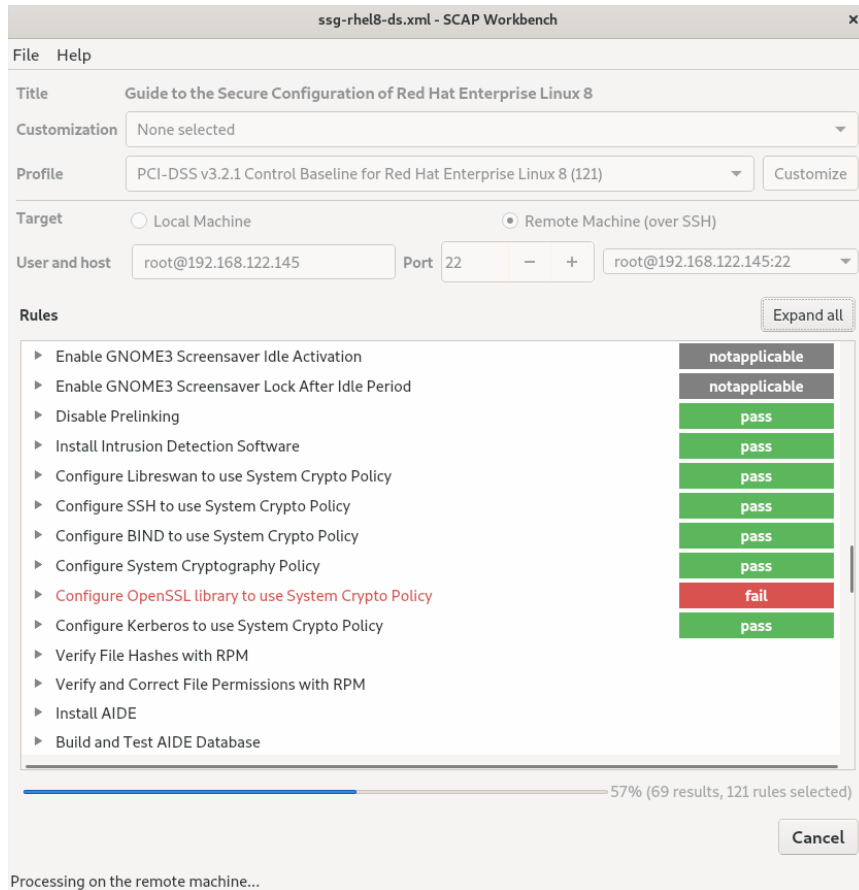 ssg-rhel8-ds.xml - SCAP Workbench
File Help
Title Guide to the Secure Configuration of Red Hat Enterprise Linux 8
Customization None selected
Profile PCI-DSS v3.2.1 Control Baseline for Red Hat Enterprise Linux 8 (121) Customize
Target Local Machine Remote Machine (over SSH)
User and host root@192.168.122.145 Port 22 − + root@192.168.122.145:22
Rules Expand all
Enable GNOME3 Screensaver Idle Activation notapplicable
Enable GNOME3 Screensaver Lock After Idle Period notapplicable
Disable Prelinking pass
Install Intrusion Detection Software pass
Configure Libreswan to use System Crypto Policy pass
Configure SSH to use System Crypto Policy pass
Configure BIND to use System Crypto Policy pass
Configure System Cryptography Policy pass
Configure OpenSSL library to use System Crypto Policy fail
Configure Kerberos to use System Crypto Policy pass
Verify File Hashes with RPM
Verify and Correct File Permissions with RPM
Install AIDE
Build and Test AIDE Database
57% (69 results, 121 rules selected)
Cancel
Processing on the remote machine...